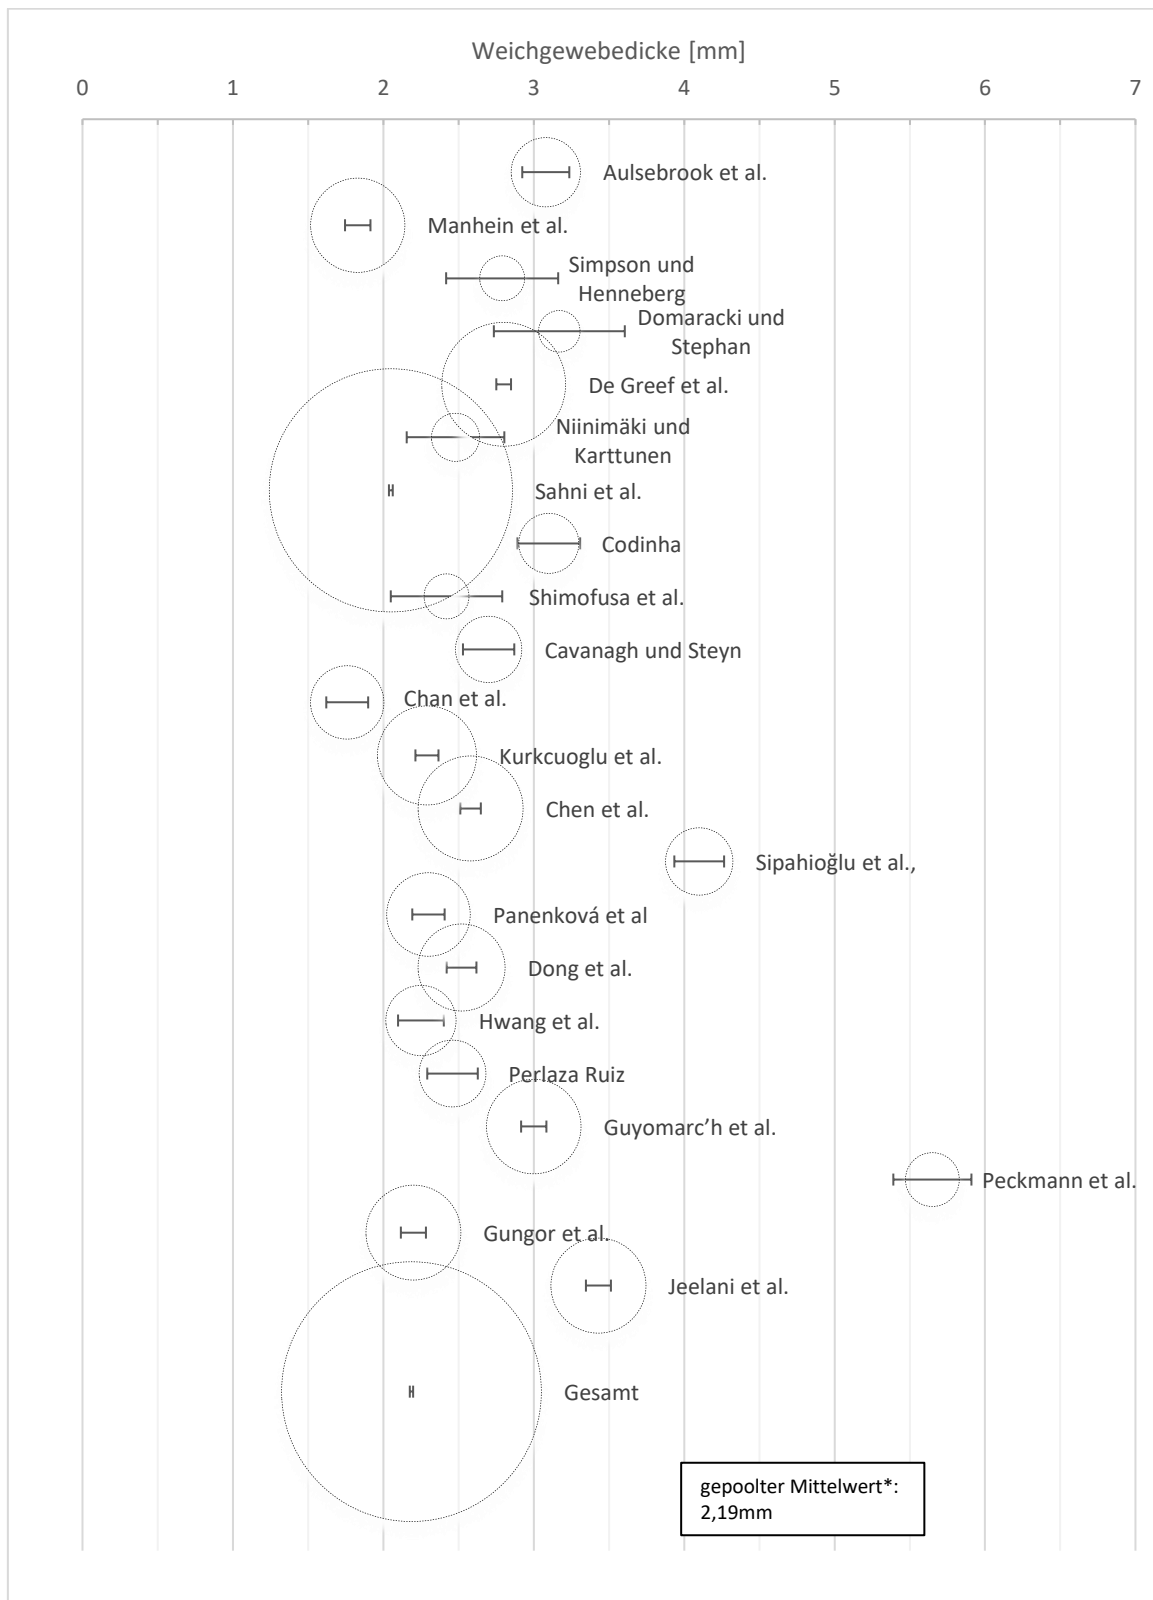 Weichgewebedicke [mm]
0 1 2 3 4 5 6 7
Aulsebrook et al.
Manhein et al.
Simpson und
Henneberg
Domaracki und
Stephan
De Greef et al.
Niinimäki und
Karttunen
Sahni et al.
Codinha
Shimofusa et al.
Cavanagh und Steyn
Chan et al.
Kurkcuoglu et al.
Chen et al.
Sipahioğlu et al.,
Panenková et al
Dong et al.
Hwang et al.
Perlaza Ruiz
Guyomarc’h et al.
Peckmann et al.
Gungor et al.
Jeelani et al.
Gesamt
gepoolter Mittelwert*:
2,19mm